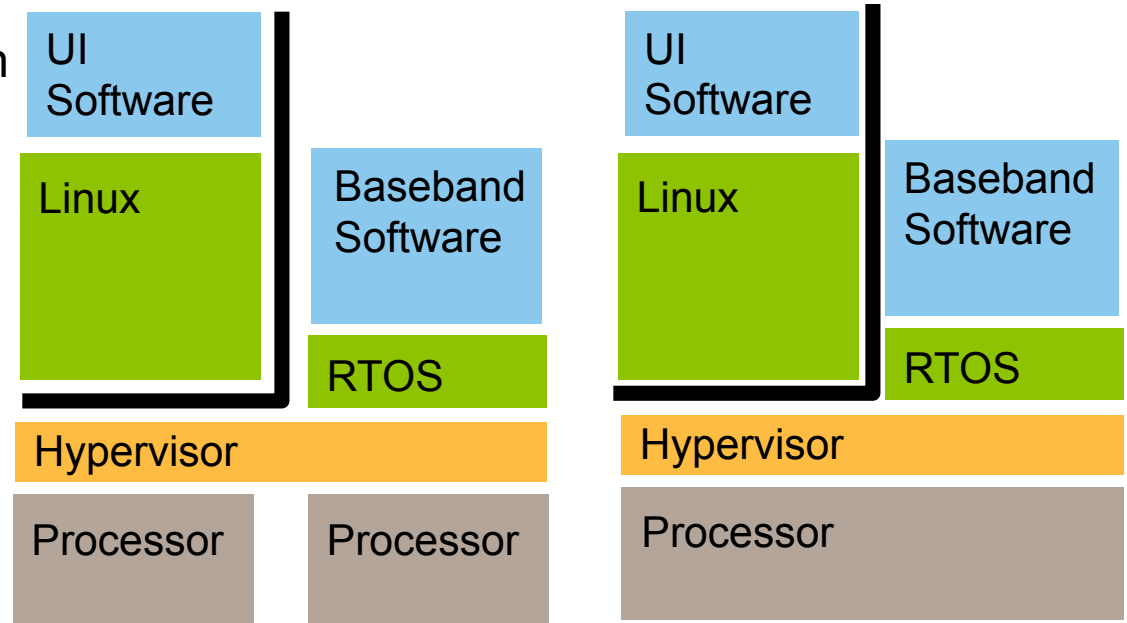 UI
Software
Linux
Baseband
Software
RTOS
Hypervisor
Processor
Processor
UI
Software
Linux
Baseband
Software
RTOS
Hypervisor
Processor